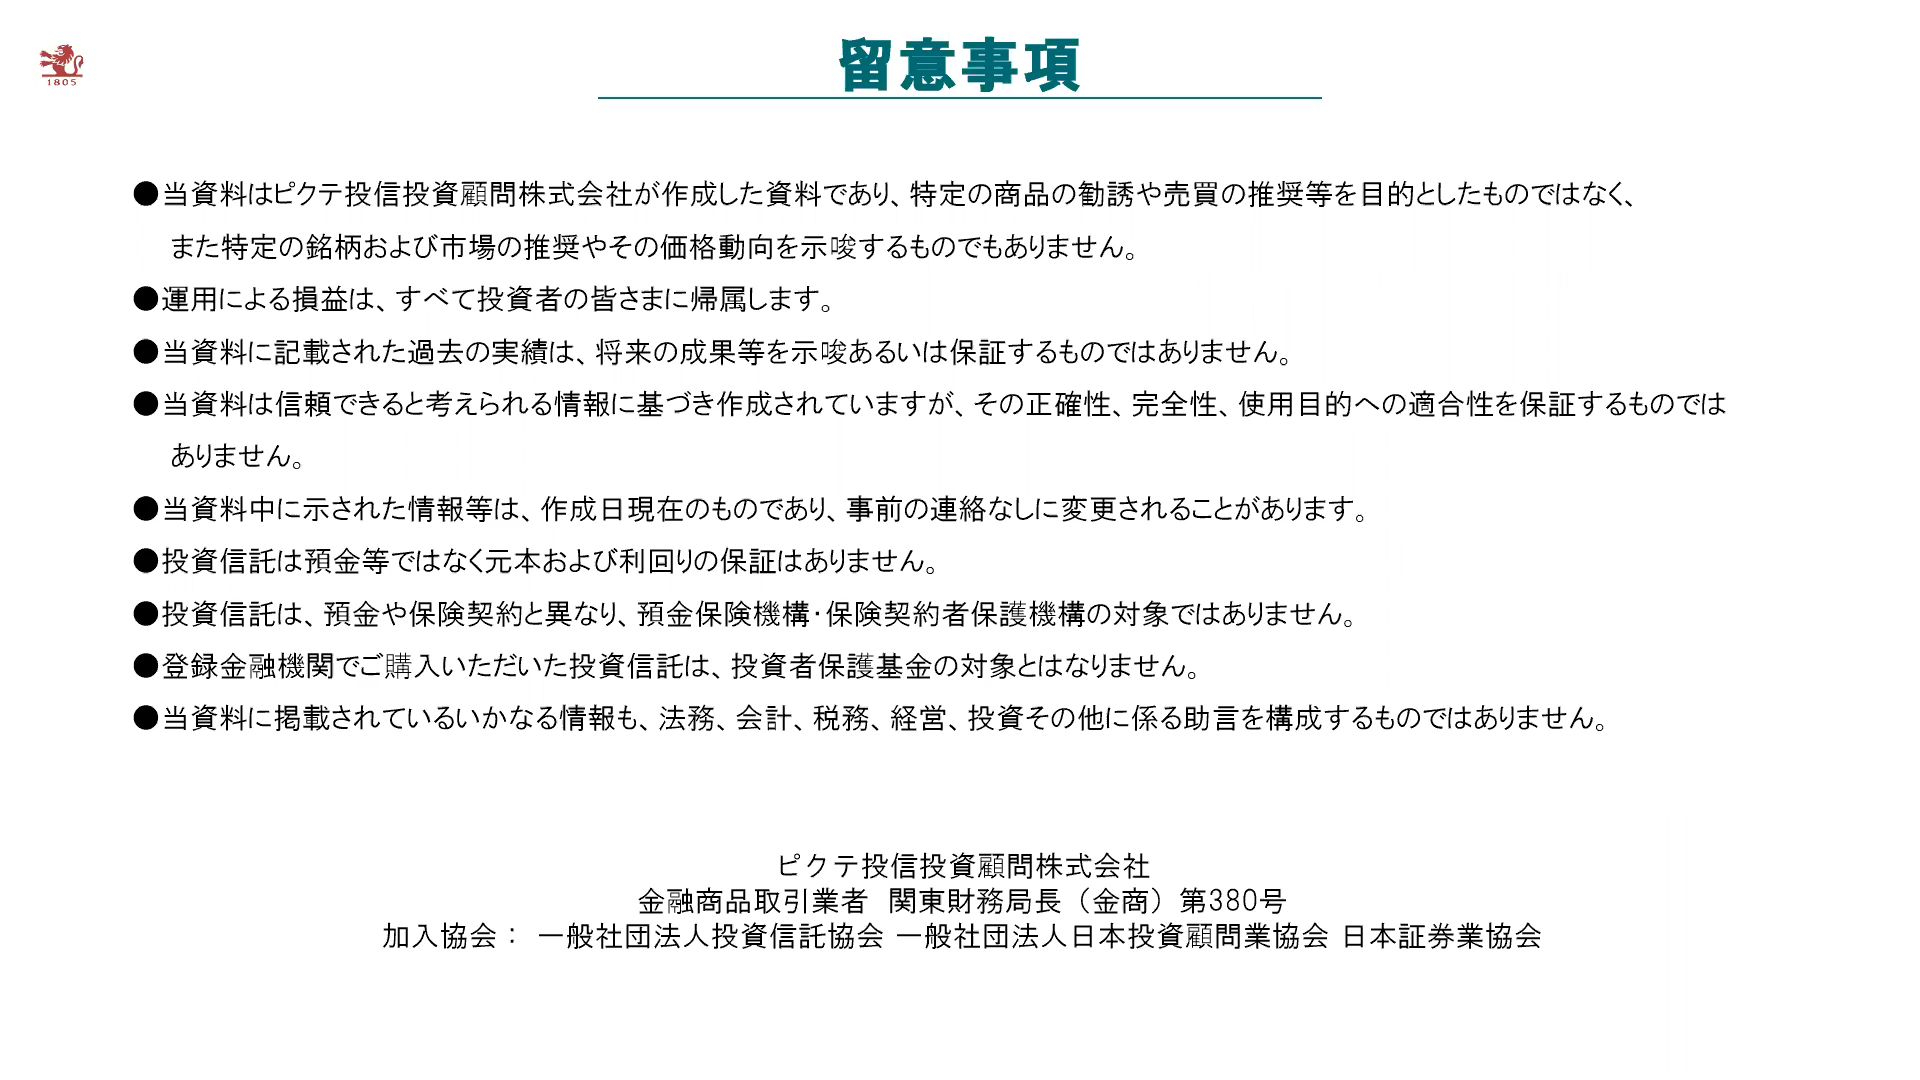 1805
留意事項
●当資料はピクテ投信投資顧問株式会社が作成した資料であり、特定の商品の勧誘や売買の推奨等を目的としたものではなく、
また特定の銘柄および市場の推奨やその価格動向を示唆するものでもありません。
●運用による損益は、すべて投資者の皆さまに帰属します。
●当資料に記載された過去の実績は、将来の成果等を示唆あるいは保証するものではありません。
●当資料は信頼できると考えられる情報に基づき作成されていますが、その正確性、完全性、使用目的への適合性を保証するものでは
ありません。
●当資料中に示された情報等は、作成日現在のものであり、事前の連絡なしに変更されることがあります。
●投資信託は預金等ではなく元本および利回りの保証はありません。
●投資信託は、預金や保険契約と異なり、預金保険機構・保険契約者保護機構の対象ではありません。
●登録金融機関でご購入いただいた投資信託は、投資者保護基金の対象とはなりません。
●当資料に掲載されているいかなる情報も、法務、会計、税務、経営、投資その他に係る助言を構成するものではありません。
ピクテ投信投資顧問株式会社
金融商品取引業者 関東財務局長（金商）第380号
加入協会： 一般社団法人投資信託協会 一般社団法人日本投資顧問業協会 日本証券業協会